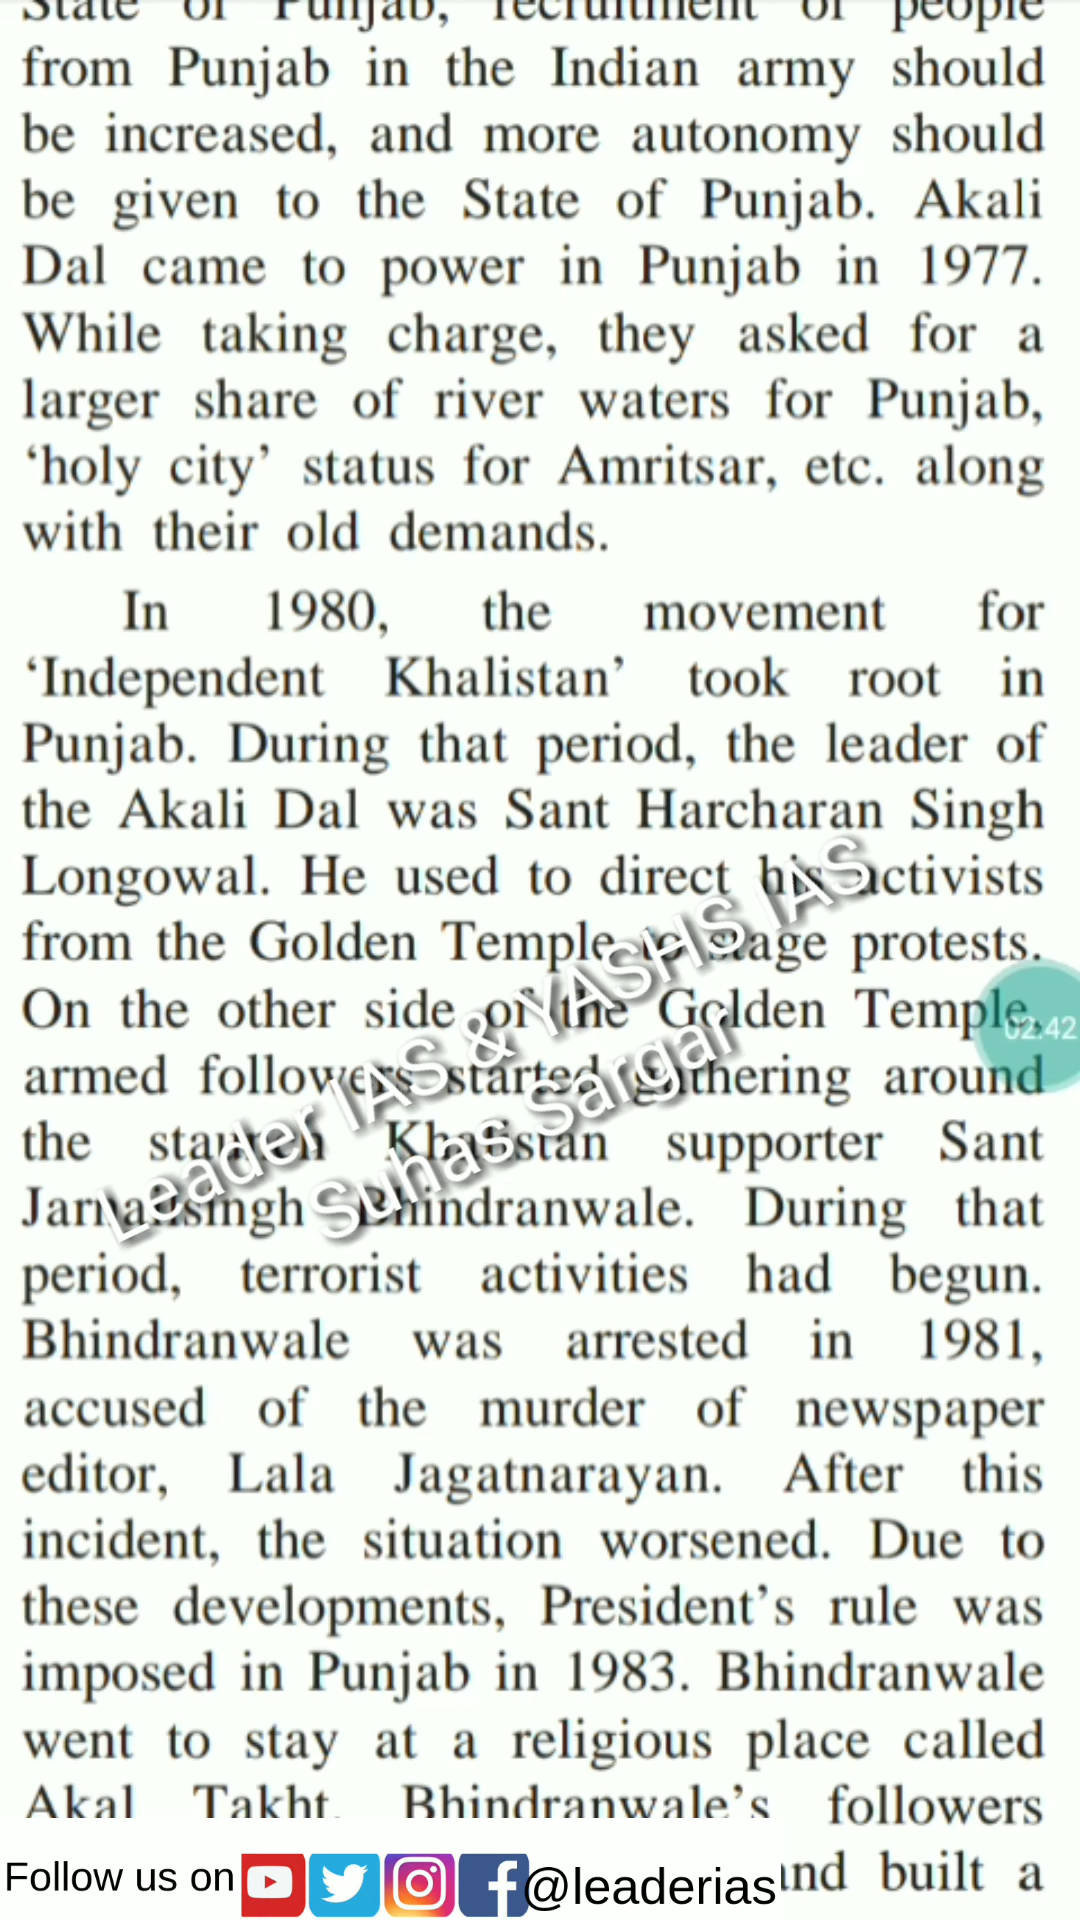 State of Punjab, recruitment of people
from Punjab in the Indian army should
be increased, and more autonomy should
be given to the State of Punjab. Akali
Dal came to power in Punjab in 1977.
While taking charge, they asked for a
larger share of river waters for Punjab,
‘holy city’ status for Amritsar, etc. along
with their old demands.
In 1980, the movement for
‘Independent Khalistan’ took root in
Punjab. During that period, the leader of
the Akali Dal was Sant Harcharan Singh
Longowal. He used to direct his activists
from the Golden Temple to stage protests.
On the other side of the Golden Temple,
armed followers started gathering around
the staunch Khalistan supporter Sant
Jarnailsingh Bhindranwale. During that
period, terrorist activities had begun.
Bhindranwale was arrested in 1981,
accused of the murder of newspaper
editor, Lala Jagatnarayan. After this
incident, the situation worsened. Due to
these developments, President’s rule was
imposed in Punjab in 1983. Bhindranwale
went to stay at a religious place called
Akal Takht. Bhindranwale’s followers
and built a
Leader IAS & YASHS IAS
Suhas Sargar
02:42
Follow us on @leaderias